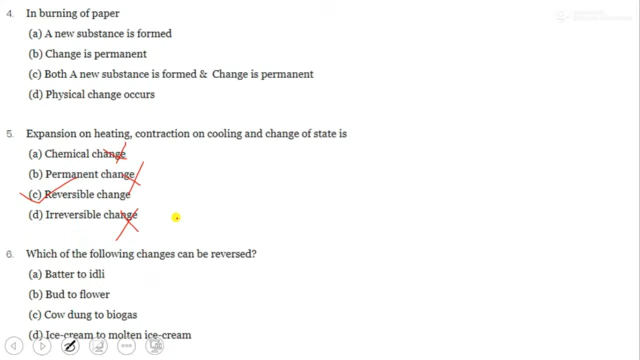 4. In burning of paper
(a) A new substance is formed
(b) Change is permanent
(c) Both A new substance is formed & Change is permanent
(d) Physical change occurs
5. Expansion on heating, contraction on cooling and change of state is
(a) Chemical change
(b) Permanent change
(c) Reversible change
(d) Irreversible change
6. Which of the following changes can be reversed?
(a) Batter to idli
(b) Bud to flower
(c) Cow dung to biogas
(d) Ice-cream to molten ice-cream